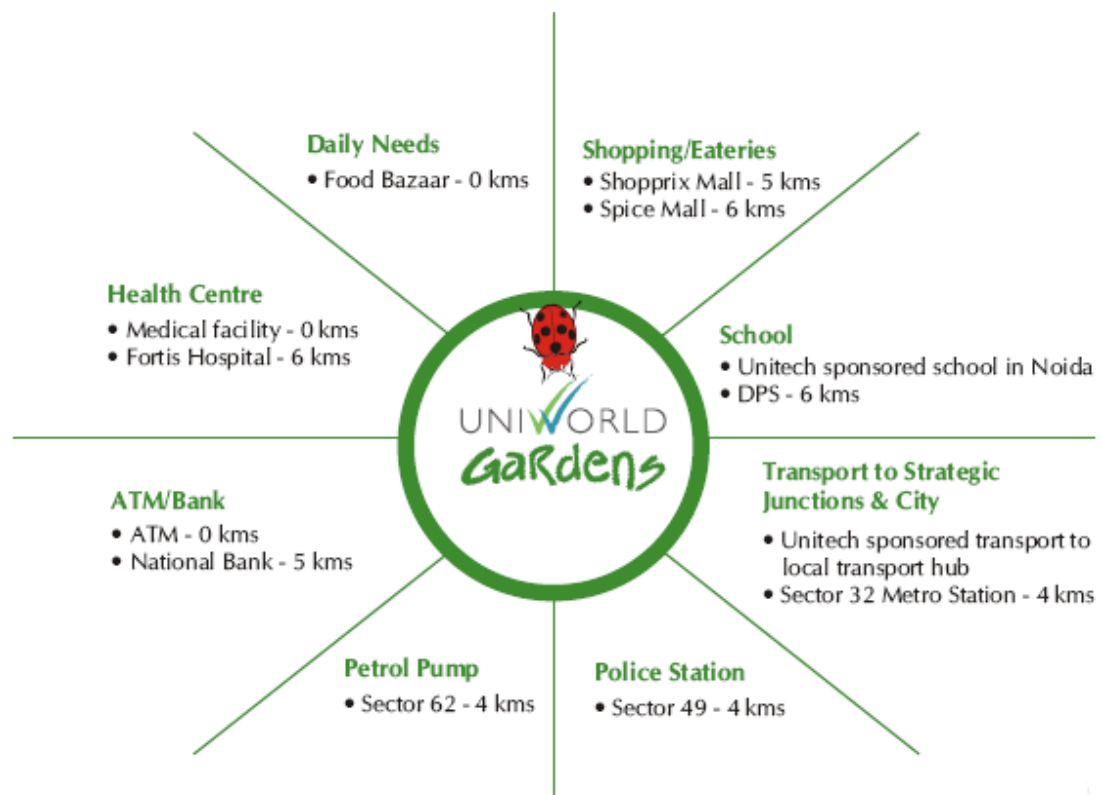 Daily Needs
• Food Bazaar - 0 kms
Shopping/Eateries
• Shopprix Mall - 5 kms
• Spice Mall - 6 kms
Health Centre
• Medical facility - 0 kms
• Fortis Hospital - 6 kms
School
• Unitech sponsored school in Noida
• DPS - 6 kms
UNIWORLD
GaRdens
ATM/Bank
• ATM - 0 kms
• National Bank - 5 kms
Transport to Strategic
Junctions & City
• Unitech sponsored transport to
local transport hub
• Sector 32 Metro Station - 4 kms
Petrol Pump
• Sector 62 - 4 kms
Police Station
• Sector 49 - 4 kms